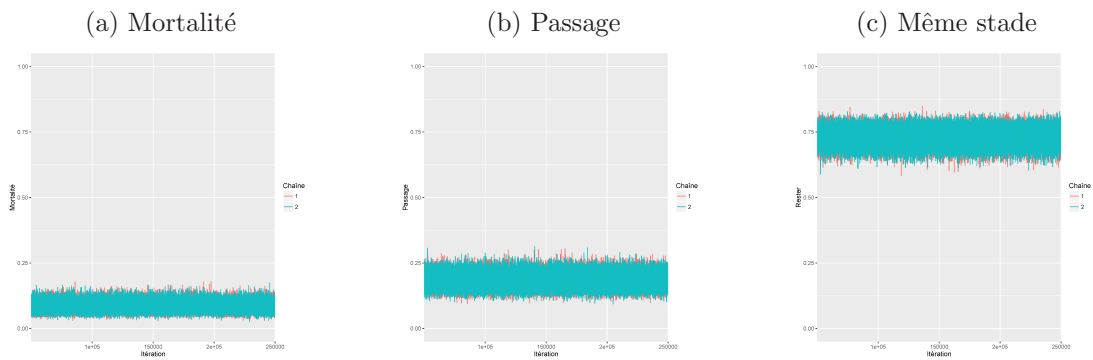 (a) Mortalité
(b) Passage
(c) Même stade
1.00
0.75
0.50
0.25
0.00
Mortalité
1e+05
150000
2e+05
250000
Itération
Chaîne
1
2
1.00
0.75
0.50
0.25
0.00
Passage
1e+05
150000
2e+05
250000
Itération
Chaîne
1
2
1.00
0.75
0.50
0.25
0.00
Rester
1e+05
150000
2e+05
250000
Itération
Chaîne
1
2